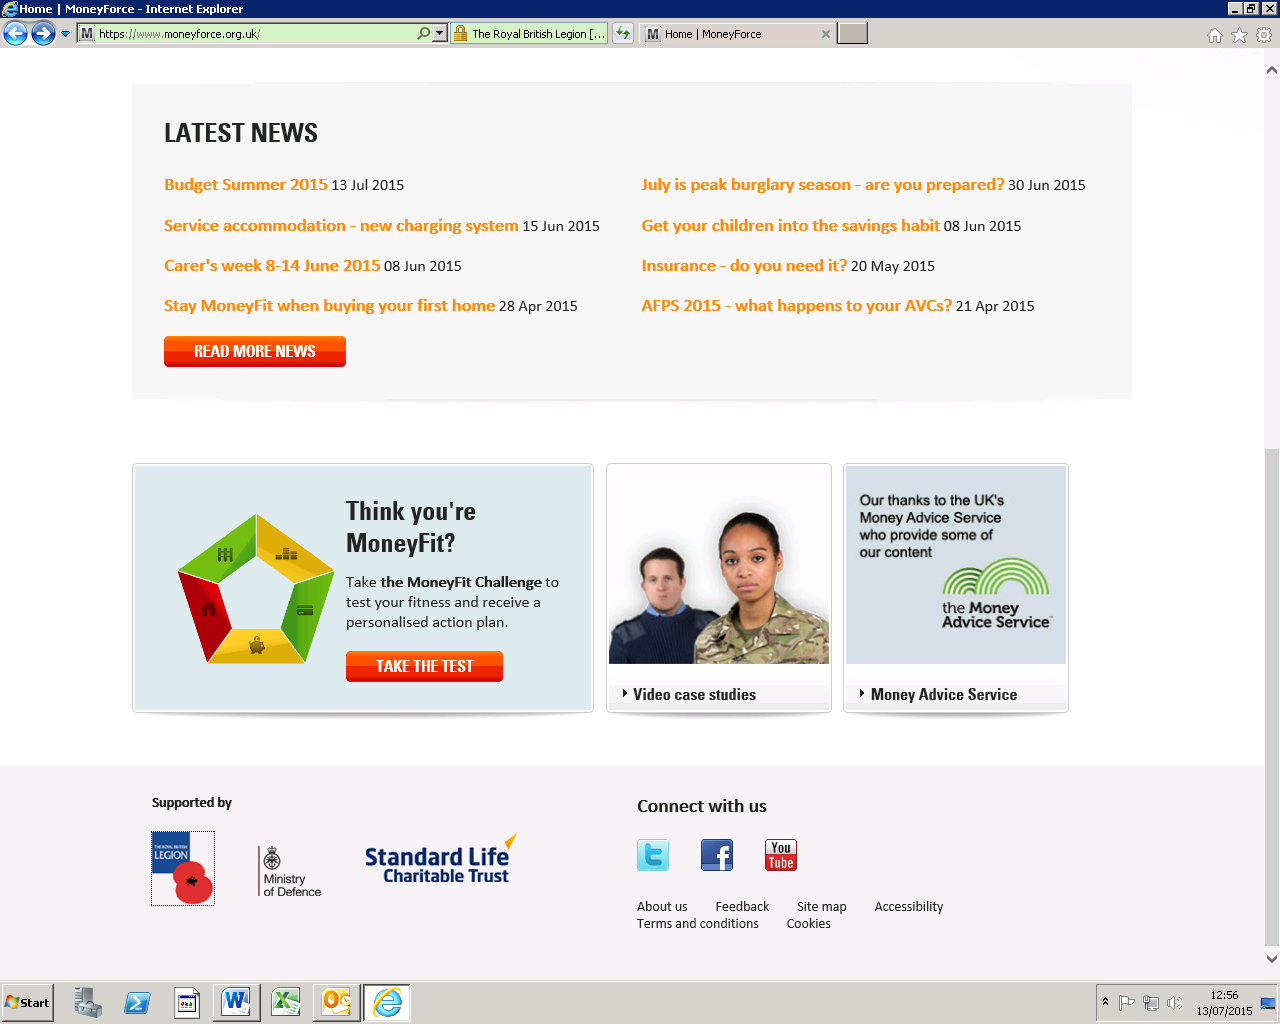 Home | MoneyForce - Internet Explorer
https://www.moneyforce.org.uk/
The Royal British Legion [...
Home | MoneyForce
LATEST NEWS
Budget Summer 2015 13 Jul 2015
July is peak burglary season - are you prepared? 30 Jun 2015
Service accommodation - new charging system 15 Jun 2015
Get your children into the savings habit 08 Jun 2015
Carer's week 8-14 June 2015 08 Jun 2015
Insurance - do you need it? 20 May 2015
Stay MoneyFit when buying your first home 28 Apr 2015
AFPS 2015 - what happens to your AVCs? 21 Apr 2015
READ MORE NEWS
Think you're
MoneyFit?
Take the MoneyFit Challenge to
test your fitness and receive a
personalised action plan.
TAKE THE TEST
Video case studies
Our thanks to the UK's
Money Advice Service
who provide some of
our content
the Money
Advice Service
Money Advice Service
Supported by
THE ROYAL BRITISH
LEGION
Ministry
of Defence
Standard Life
Charitable Trust
Connect with us
You
Tube
About us Feedback Site map Accessibility
Terms and conditions Cookies
Start
12:56
13/07/2015